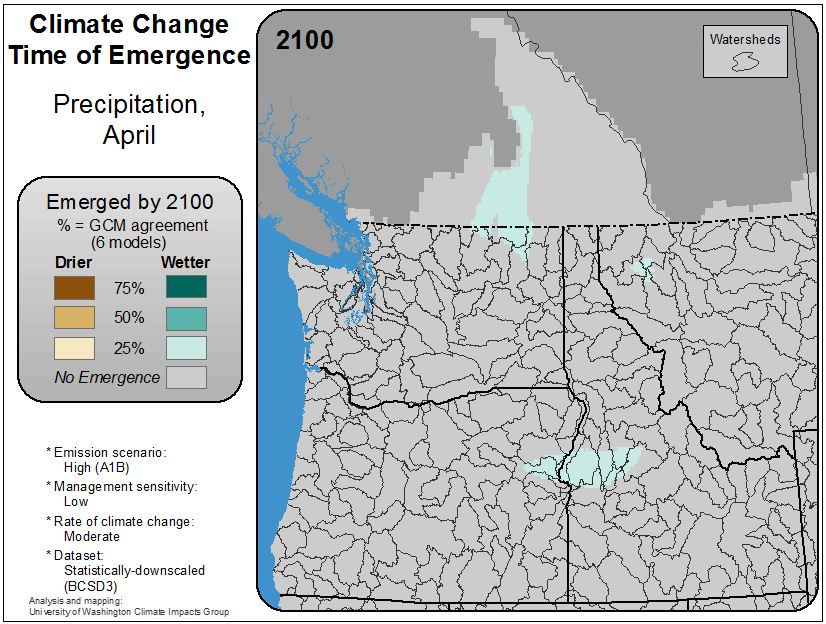 Climate Change
Time of Emergence
Precipitation,
April
Emerged by 2100
% = GCM agreement
(6 models)
Drier Wetter
75%
50%
25%
No Emergence
* Emission scenario:
High (A1B)
* Management sensitivity:
Low
* Rate of climate change:
Moderate
* Dataset:
Statistically-downscaled
(BCSD3)
Analysis and mapping:
University of Washington Climate Impacts Group
2100
Watersheds